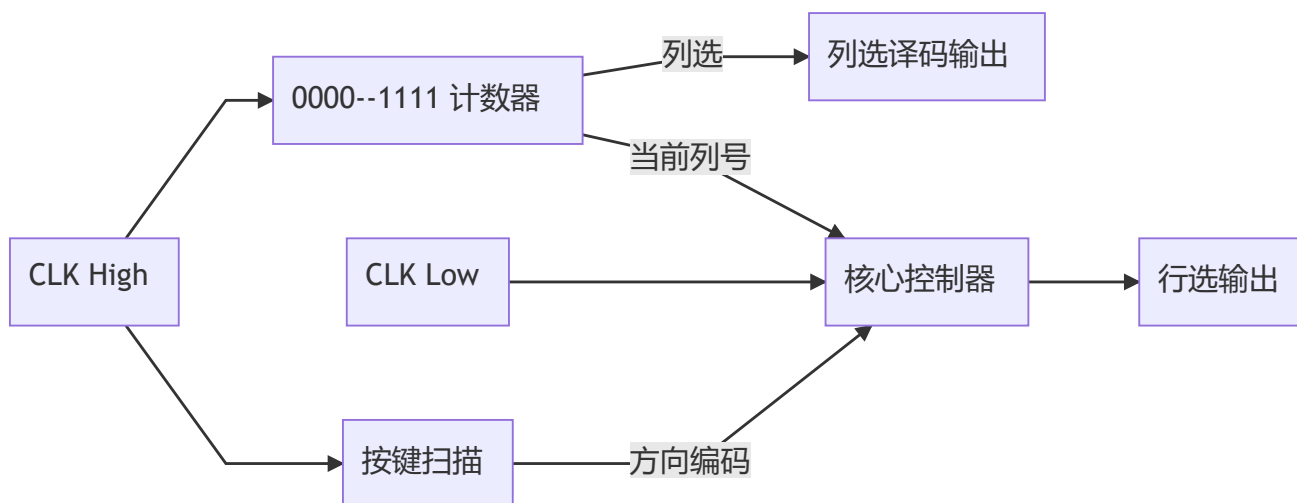 列选
列选译码输出
0000--1111 计数器
当前列号
CLK High
CLK Low
核心控制器
行选输出
按键扫描
方向编码